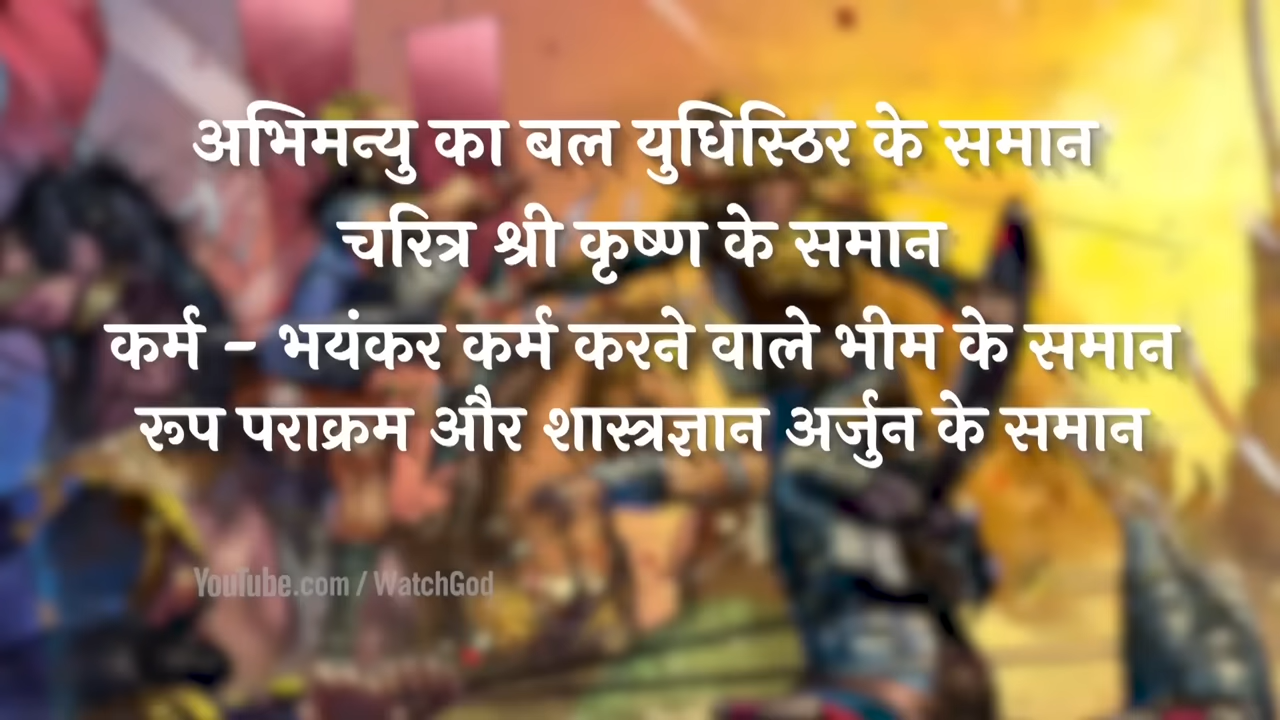 अभिमन्यु का बल युधिस्ठिर के समान
चरित्र श्री कृष्ण के समान
कर्म - भयंकर कर्म करने वाले भीम के समान
रूप पराक्रम और शास्त्रज्ञान अर्जुन के समान
YouTube.com / WatchGod